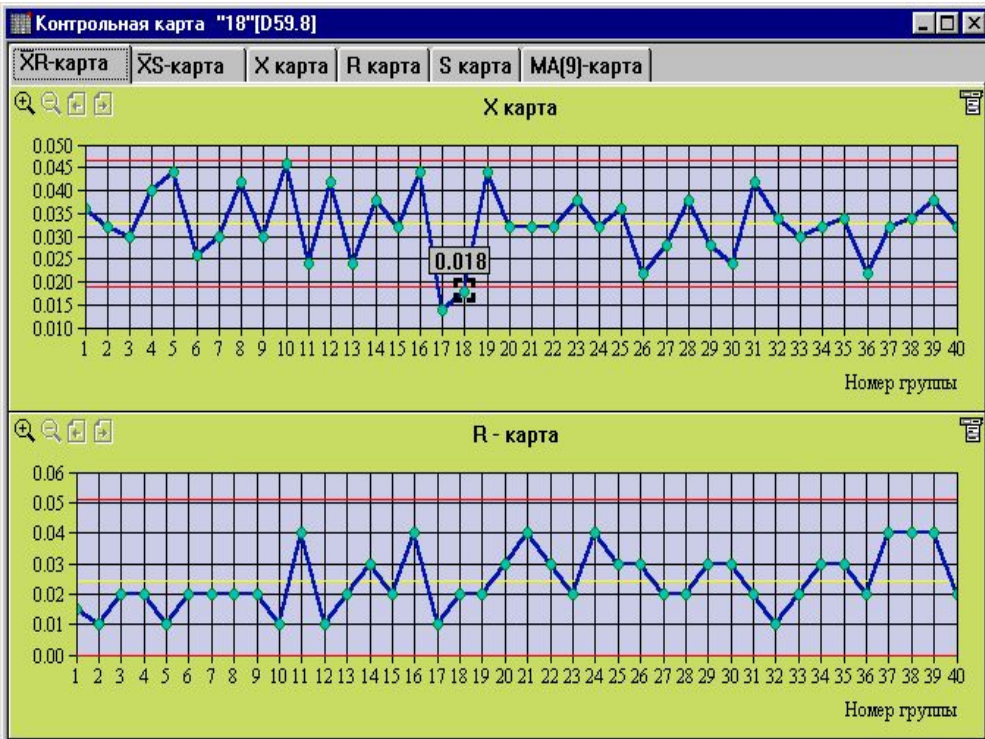 Контрольная карта "18"[D59.8]
XR-карта XS-карта X карта R карта S карта MA(9)-карта
X карта
0.050
0.045
0.040
0.035
0.030
0.025
0.020
0.015
0.010
0.018
1 2 3 4 5 6 7 8 9 10 11 12 13 14 15 16 17 18 19 20 21 22 23 24 25 26 27 28 29 30 31 32 33 34 35 36 37 38 39 40
Номер группы
R - карта
0.06
0.05
0.04
0.03
0.02
0.01
0.00
1 2 3 4 5 6 7 8 9 10 11 12 13 14 15 16 17 18 19 20 21 22 23 24 25 26 27 28 29 30 31 32 33 34 35 36 37 38 39 40
Номер группы